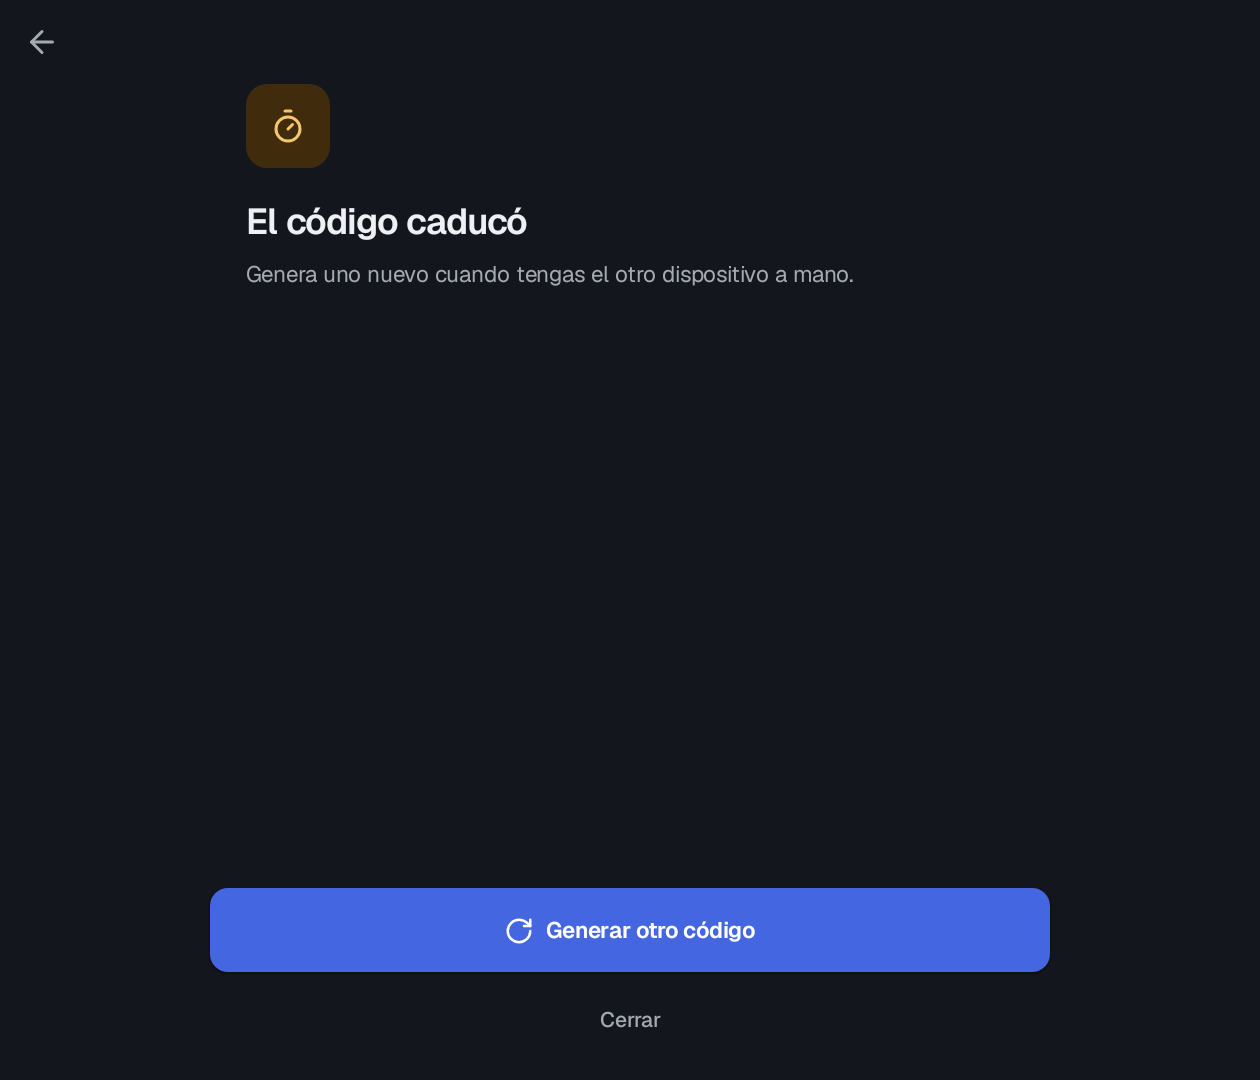 El código caducó
Genera uno nuevo cuando tengas el otro dispositivo a mano.
Generar otro código
Cerrar